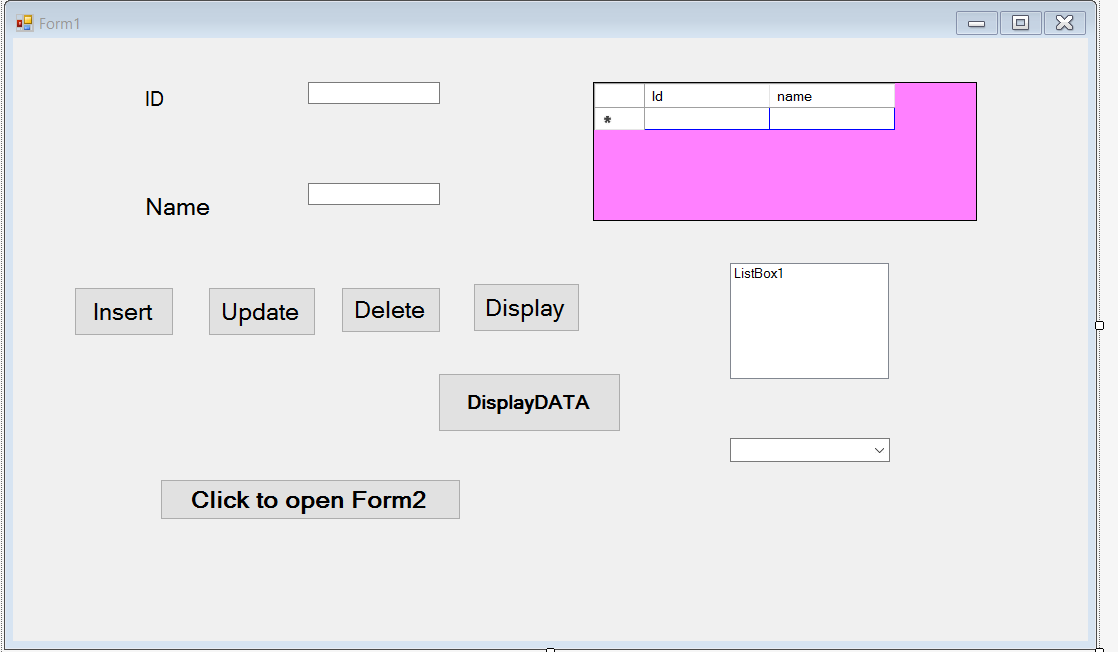 Form1
ID
Id name
*
Name
ListBox1
Insert Update Delete Display
DisplayDATA
Click to open Form2